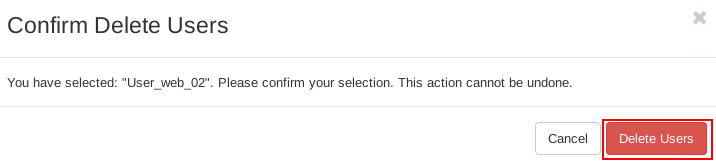 Confirm Delete Users
You have selected: "User_web_02". Please confirm your selection. This action cannot be undone.
Cancel
Delete Users